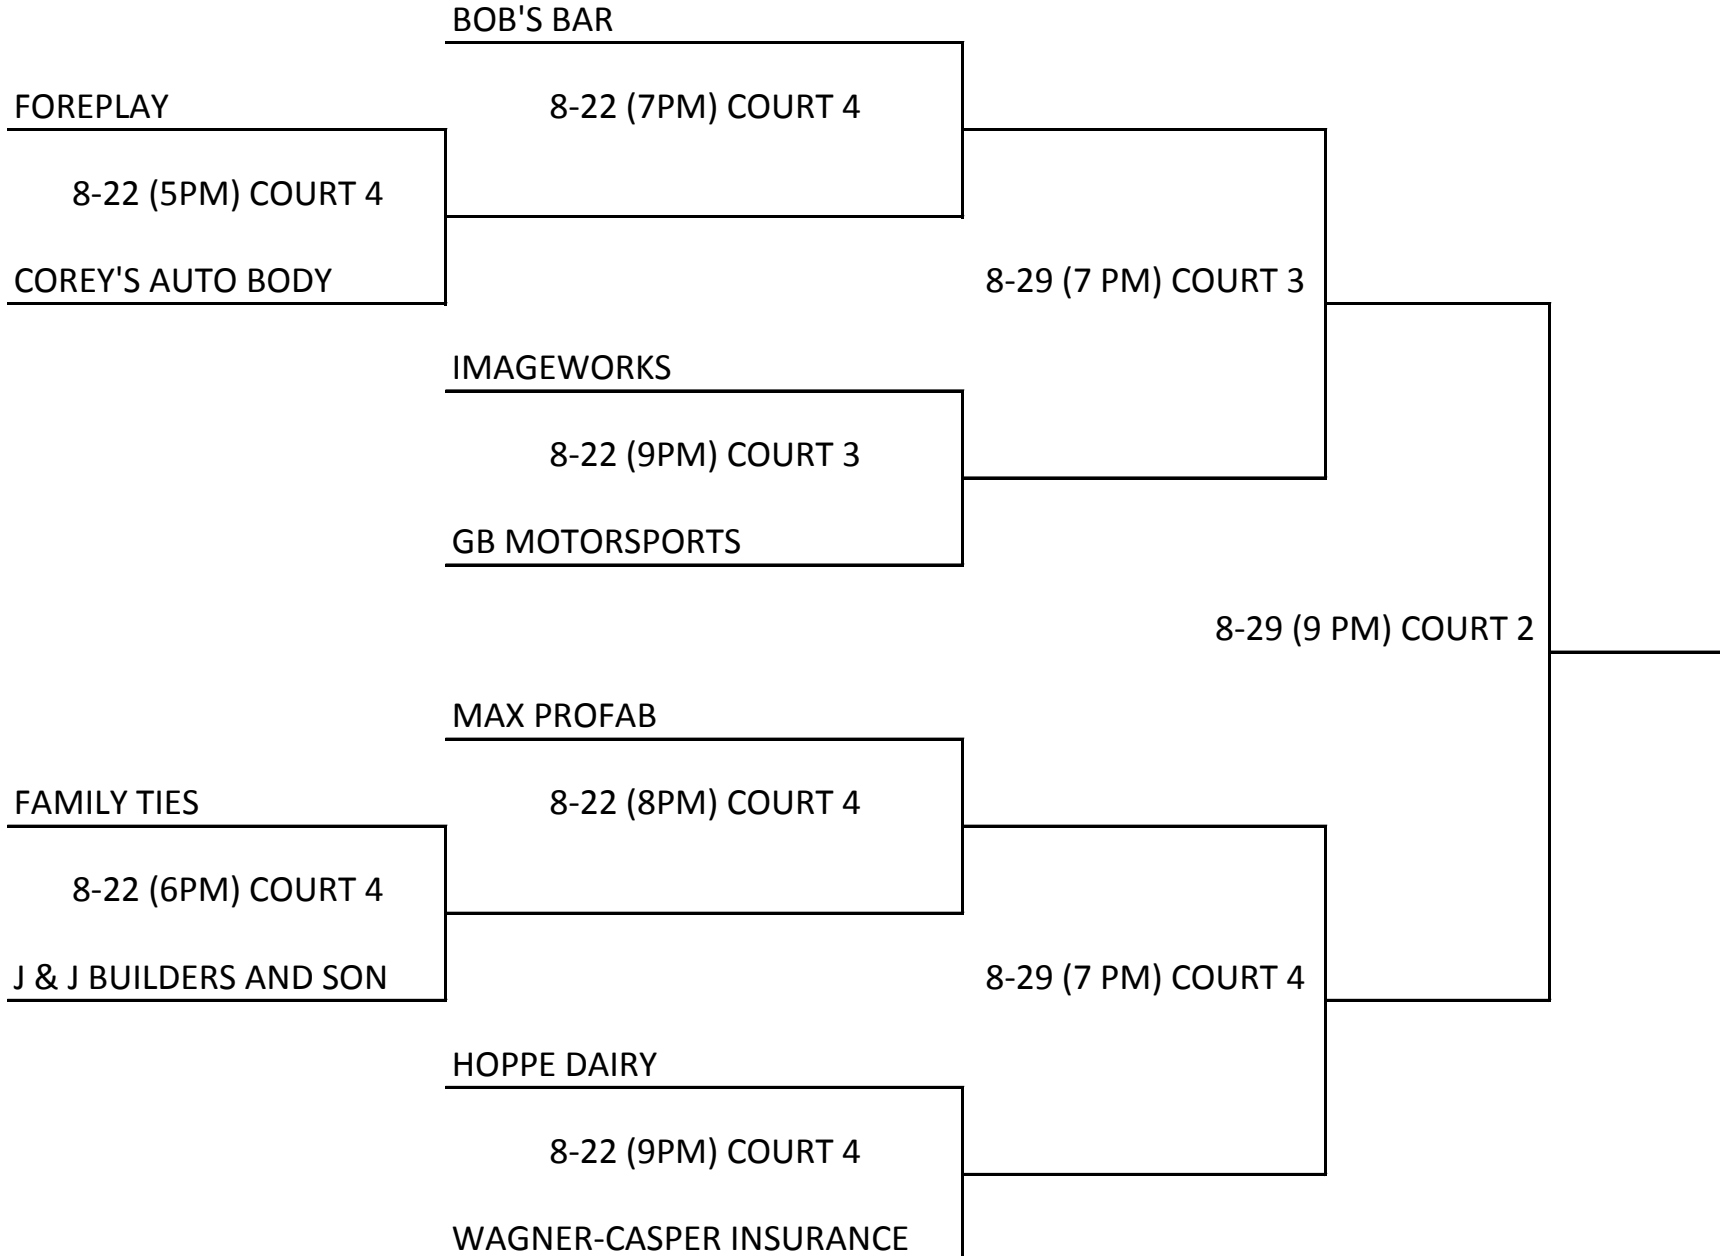 BOB'S BAR
FOREPLAY
8-22 (7PM) COURT 4
8-22 (5PM) COURT 4
COREY'S AUTO BODY
8-29 (7 PM) COURT 3
IMAGEWORKS
8-22 (9PM) COURT 3
GB MOTORSPORTS
8-29 (9 PM) COURT 2
MAX PROFAB
FAMILY TIES
8-22 (8PM) COURT 4
8-22 (6PM) COURT 4
J & J BUILDERS AND SON
8-29 (7 PM) COURT 4
HOPPE DAIRY
8-22 (9PM) COURT 4
WAGNER-CASPER INSURANCE